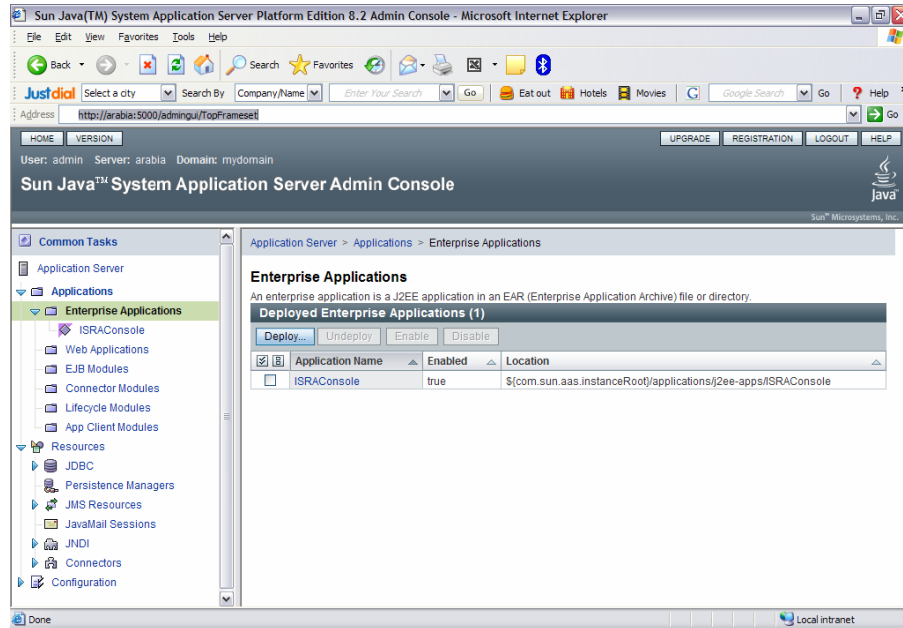 Sun Java(TM) System Application Server Platform Edition 8.2 Admin Console - Microsoft Internet Explorer
File Edit View Favorites Tools Help
Back Search Favorites
Justdial Select a city Search By Company/Name Enter Your Search Go Eat out Hotels Movies G Google Search Go Help
Address http://arabia:5000/admingui/TopFrameset Go
HOME VERSION UPGRADE REGISTRATION LOGOUT HELP
User: admin Server: arabia Domain: mydomain
Sun Java™ System Application Server Admin Console
Java™
Sun™ Microsystems, Inc.
Common Tasks
Application Server
Applications
Enterprise Applications
ISRAConsole
Web Applications
EJB Modules
Connector Modules
Lifecycle Modules
App Client Modules
Resources
JDBC
Persistence Managers
JMS Resources
JavaMail Sessions
JNDI
Connectors
Configuration
Application Server > Applications > Enterprise Applications
Enterprise Applications
An enterprise application is a J2EE application in an EAR (Enterprise Application Archive) file or directory.
Deployed Enterprise Applications (1)
Deploy... Undeploy Enable Disable
Application Name Enabled Location
ISRAConsole true ${com.sun.aas.instanceRoot}/applications/j2ee-apps/ISRAConsole
Done Local intranet